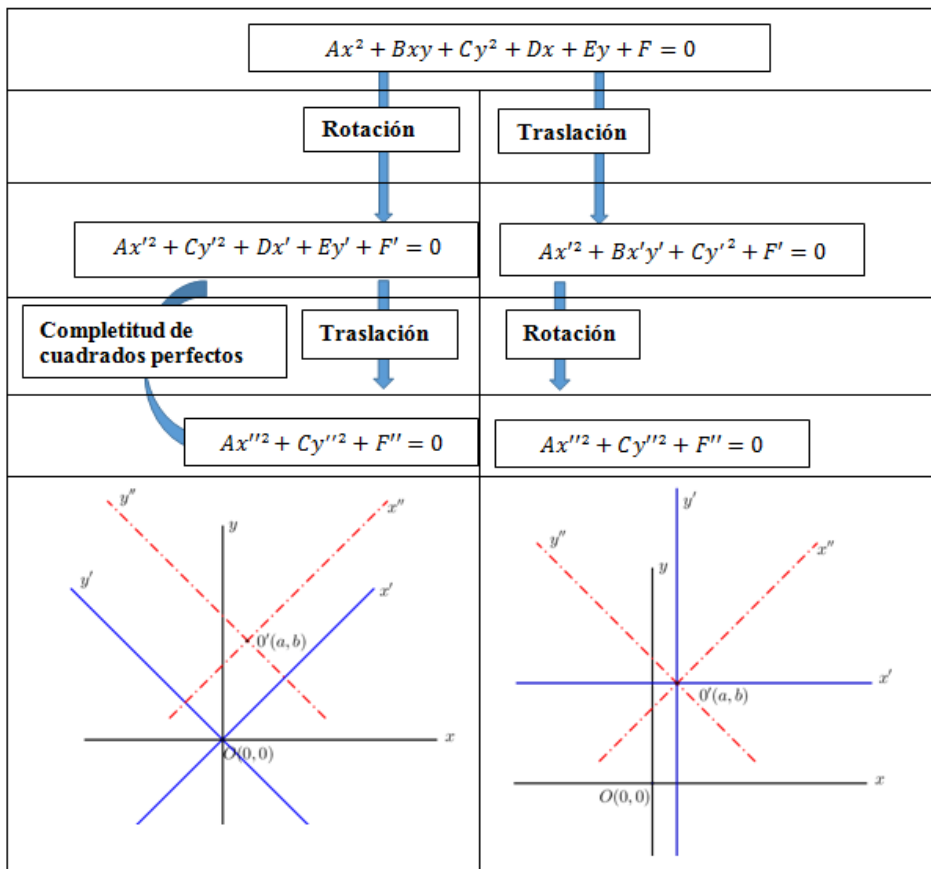 Ax² + Bxy + Cy² + Dx + Ey + F = 0
Rotación
Traslación
Ax'² + Cy'² + Dx' + Ey' + F' = 0
Ax'² + Bx'y' + Cy'² + F' = 0
Completitud de
cuadrados perfectos
Traslación
Rotación
Ax''² + Cy''² + F'' = 0
Ax''² + Cy''² + F'' = 0
y''
x''
y
y'
x'
0'(a, b)
x
O(0, 0)
y'
y''
x''
y
x'
0'(a, b)
x
O(0, 0)